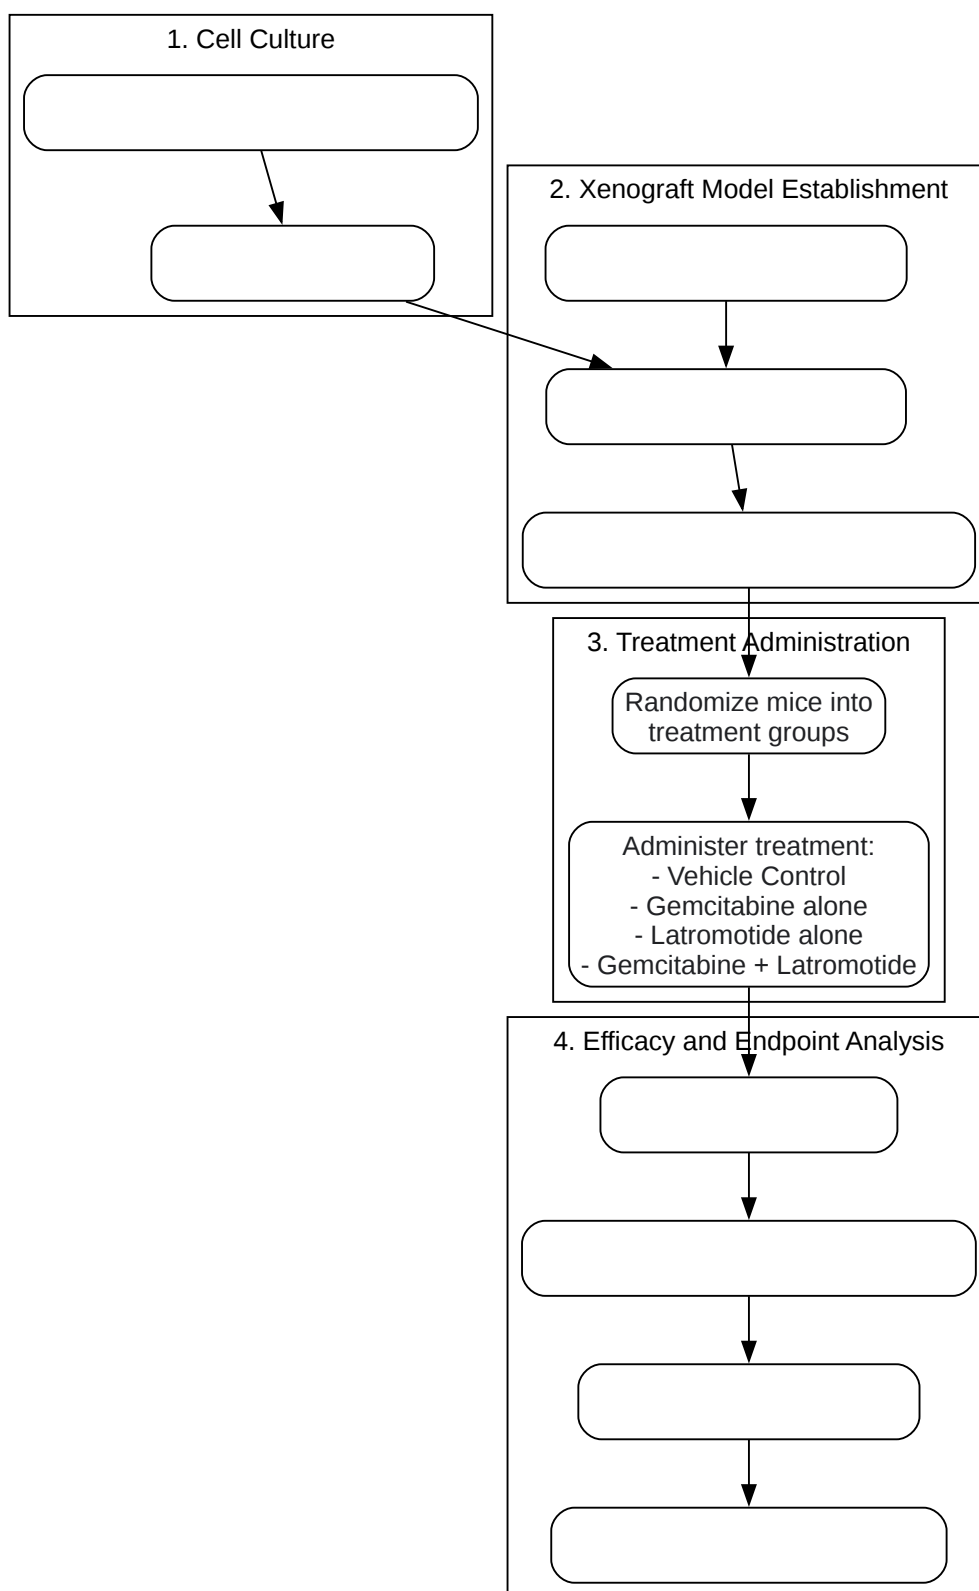 1. Cell Culture
2. Xenograft Model Establishment
3. Treatment Administration
Randomize mice into
treatment groups
Administer treatment:
- Vehicle Control
- Gemcitabine alone
- Latromotide alone
- Gemcitabine + Latromotide
4. Efficacy and Endpoint Analysis